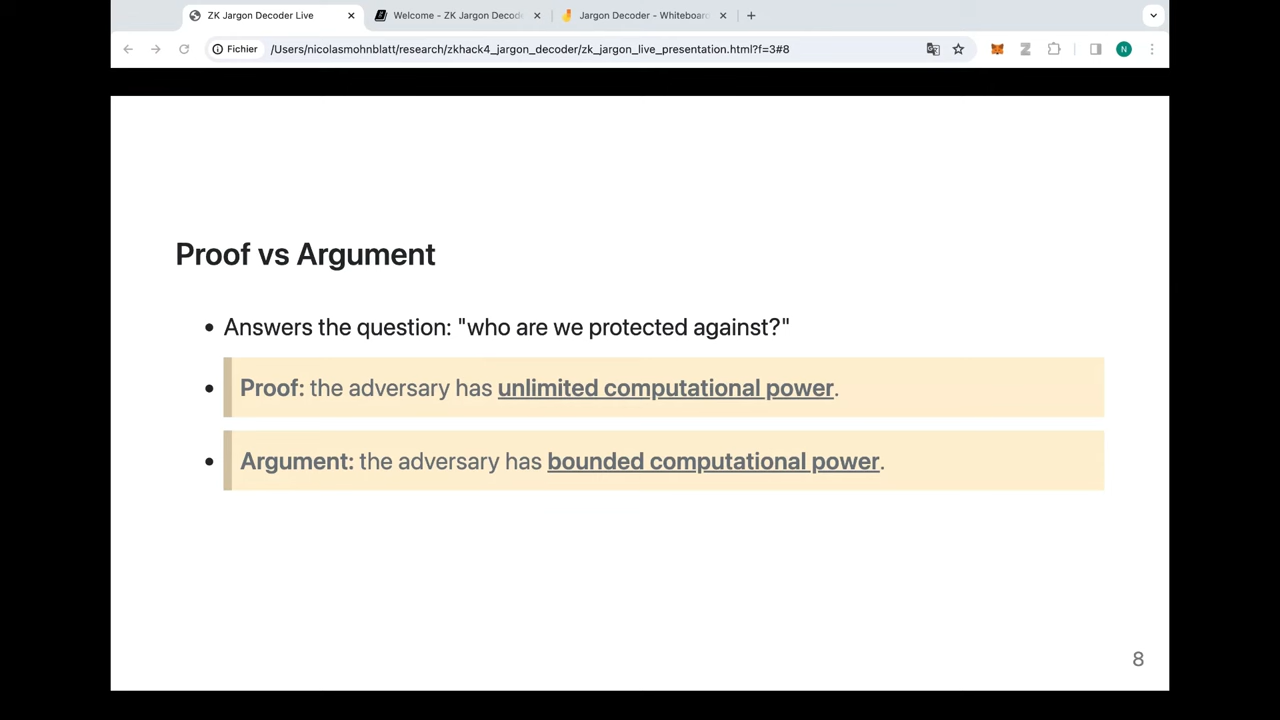 ZK Jargon Decoder Live
Welcome - ZK Jargon Decod
Jargon Decoder - Whiteboar
Fichier
/Users/nicolasmohnblatt/research/zkhack4_jargon_decoder/zk_jargon_live_presentation.html?f=3#8
N
Proof vs Argument
• Answers the question: "who are we protected against?"
• Proof: the adversary has unlimited computational power.
• Argument: the adversary has bounded computational power.
8